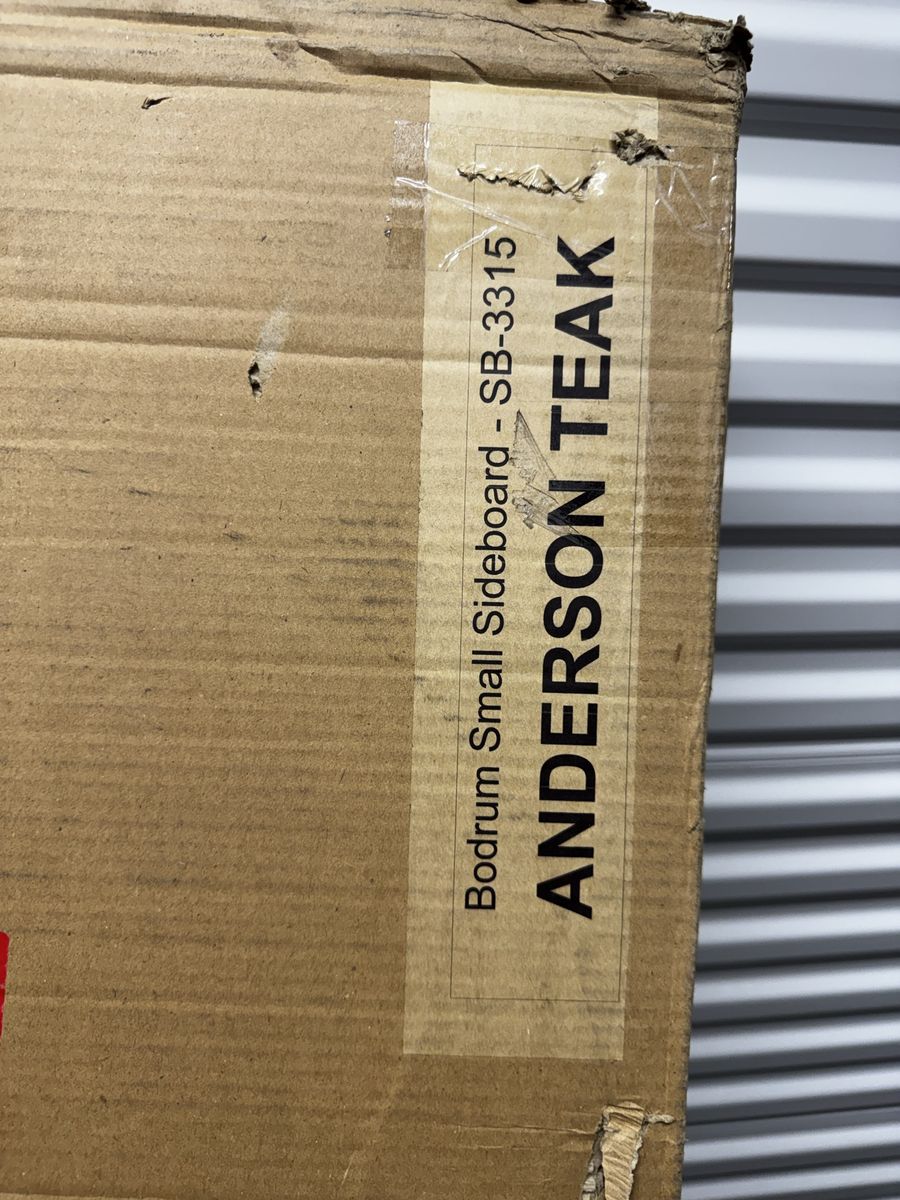 Bodrum Small Sideboard - SB-3315
ANDERSON TEAK